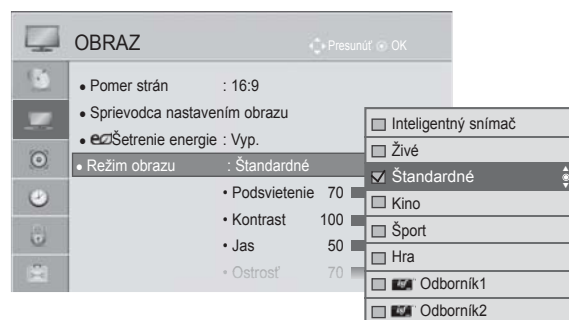 OBRAZ
Presunúť OK
• Pomer strán : 16:9
• Sprievodca nastavením obrazu
• eco Šetrenie energie : Vyp.
• Režim obrazu : Štandardné
• Podsvietenie 70
• Kontrast 100
• Jas 50
• Ostrosť 70
Inteligentný snímač
Živé
Štandardné
Kino
Šport
Hra
Odborník1
Odborník2